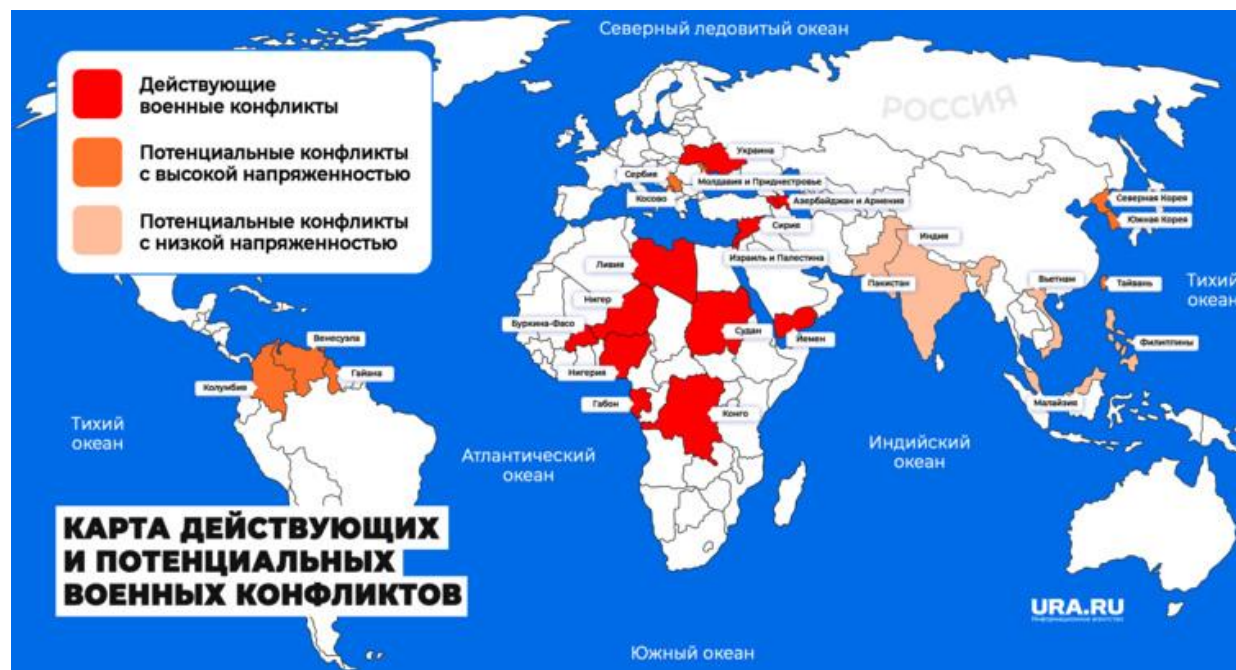 Северный ледовитый океан
Действующие
военные конфликты
Потенциальные конфликты
с высокой напряженностью
Потенциальные конфликты
с низкой напряженностью
РОССИЯ
Украина
Сербия
Молдавия и Приднестровье
Косово
Азербайджан и Армения
Северная Корея
Южная Корея
Сирия
Индия
Ливия
Израиль и Палестина
Пакистан
Вьетнам
Тайвань
Тихий
океан
Нигер
Буркина-Фасо
Судан
Йемен
Филиппины
Венесуэла
Гайана
Колумбия
Нигерия
Габон
Конго
Малайзия
Тихий
океан
Атлантический
океан
Индийский
океан
КАРТА ДЕЙСТВУЮЩИХ
И ПОТЕНЦИАЛЬНЫХ
ВОЕННЫХ КОНФЛИКТОВ
URA.RU
Информационное агентство
Южный океан